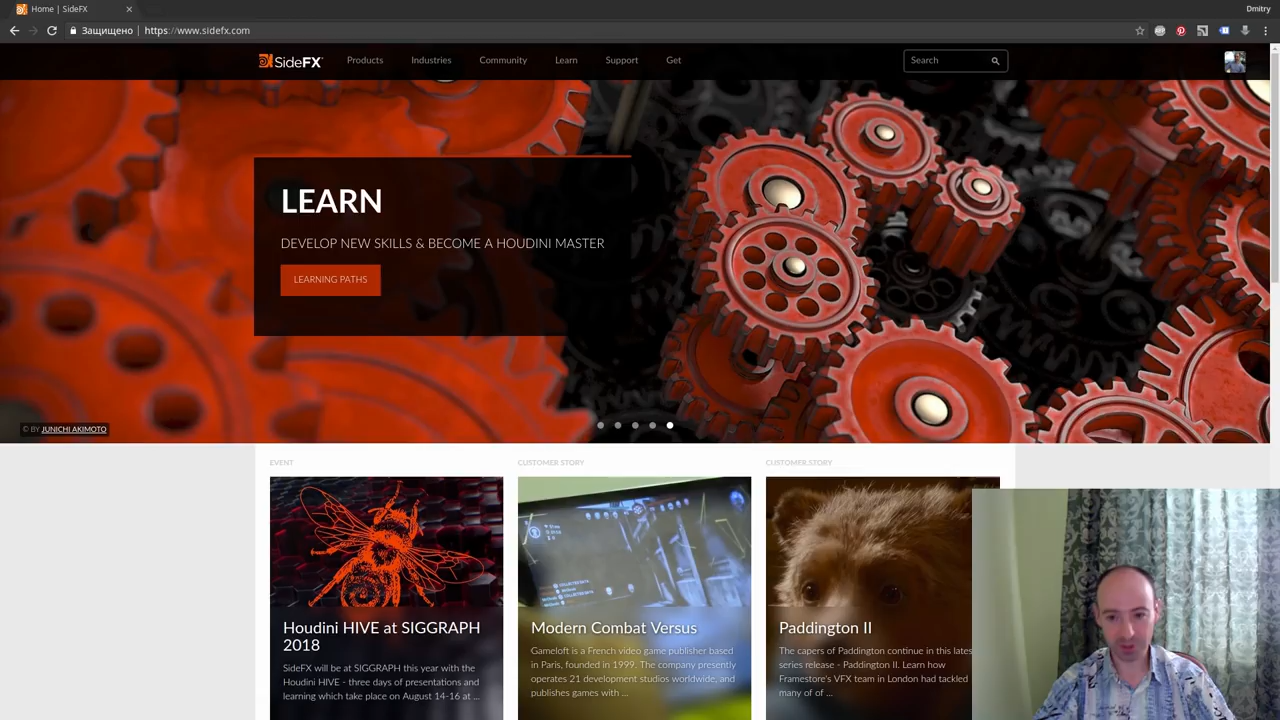 Home | SideFX
Dmitry
Защищено
https://www.sidefx.com
SideFX
Products
Industries
Community
Learn
Support
Get
Search
LEARN
DEVELOP NEW SKILLS & BECOME A HOUDINI MASTER
LEARNING PATHS
© BY JUNICHI AKIMOTO
EVENT
Houdini HIVE at SIGGRAPH
2018
SideFX will be at SIGGRAPH this year with the
Houdini HIVE - three days of presentations and
learning which take place on August 14-16 at ...
CUSTOMER STORY
Modern Combat Versus
Gameloft is a French video game publisher based
in Paris, founded in 1999. The company presently
operates 21 development studios worldwide, and
publishes games with ...
CUSTOMER STORY
Paddington II
The capers of Paddington continue in this lates
series release - Paddington II. Learn how
Framestore's VFX team in London had tackled
many of of ...